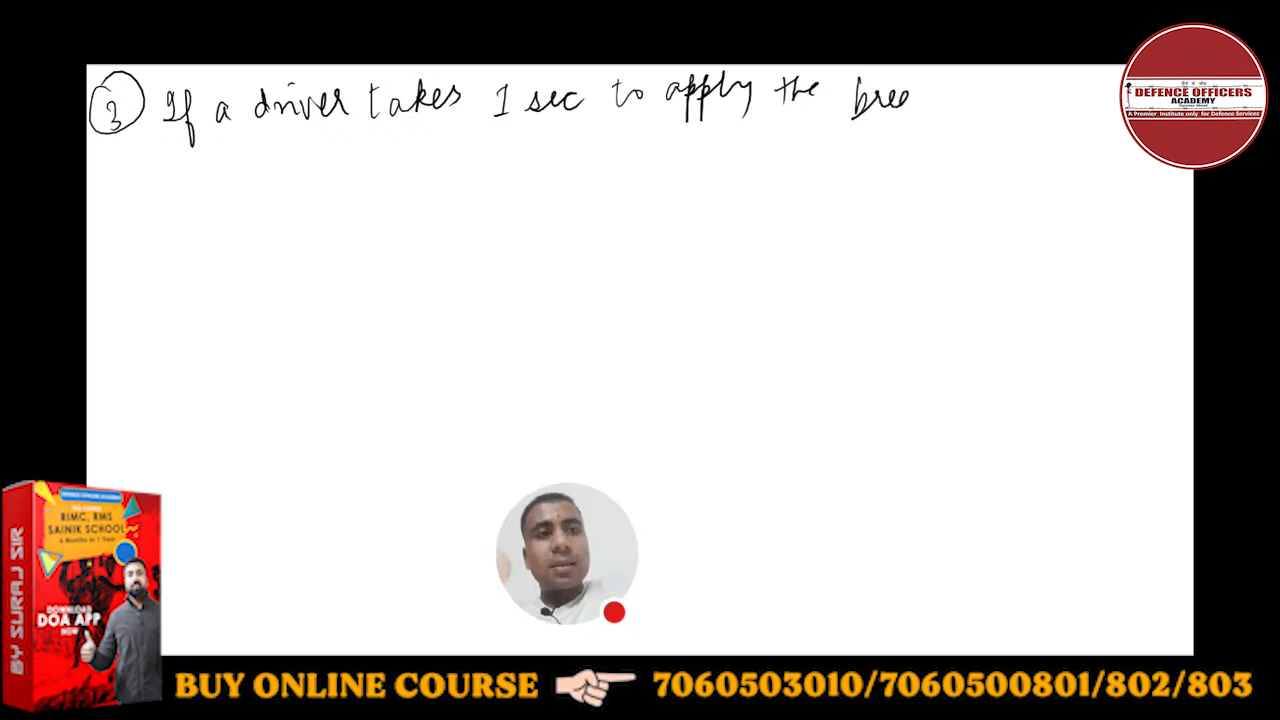 3 If a driver takes 1 sec to apply the bree
DEFENCE OFFICERS
ACADEMY
A Premier Institute only for Defence Services
RIMC, RMS
SAINIK SCHOOL
DOWNLOAD
DOA APP
NOW
BY SURAJ SIR
BUY ONLINE COURSE 7060503010/7060500801/802/803